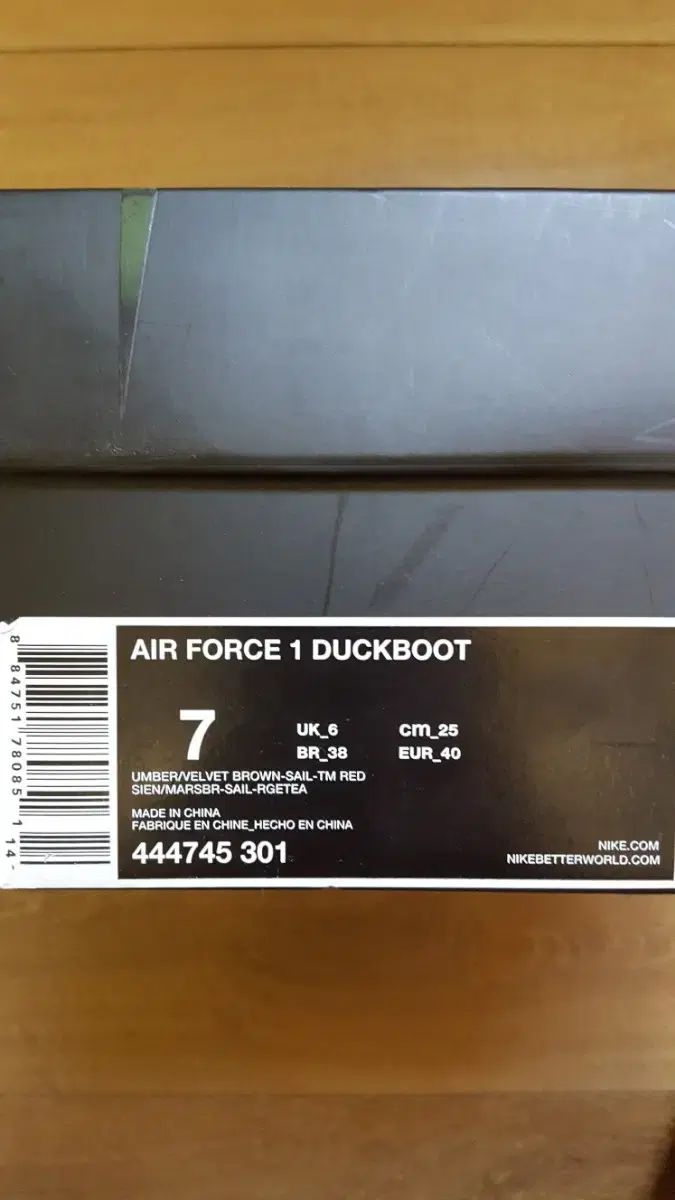 AIR FORCE 1 DUCKBOOT
7
UK_6 cm_25
BR_38 EUR_40
UMBER/VELVET BROWN-SAIL-TM RED
SIEN/MARSBR-SAIL-RGETEA
MADE IN CHINA
FABRIQUE EN CHINE_HECHO EN CHINA
444745 301
NIKE.COM
NIKEBETTERWORLD.COM
8 84751 78085 1 14-